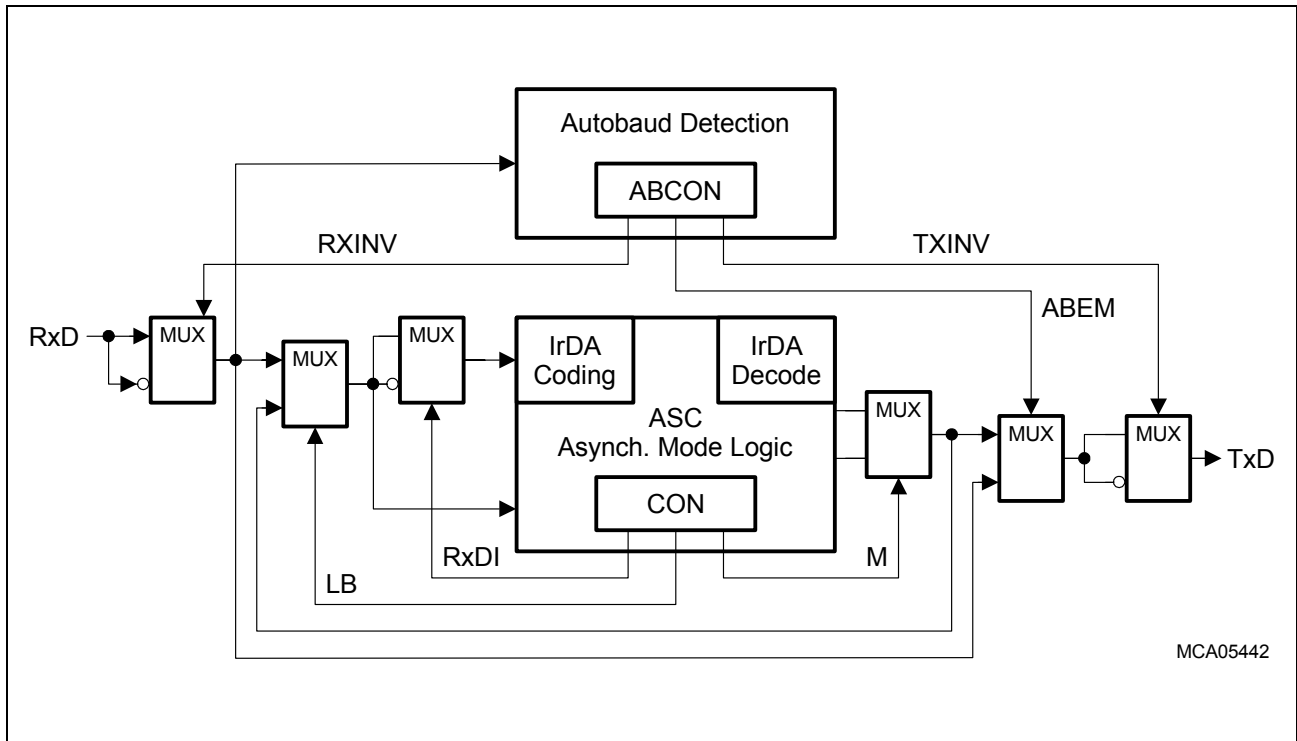 Autobaud Detection
ABCON
RXINV
TXINV
ABEM
RxD
MUX
MUX
MUX
IrDA
Coding
IrDA
Decode
ASC
Asynch. Mode Logic
CON
MUX
MUX
MUX
TxD
RxDI
LB
M
MCA05442